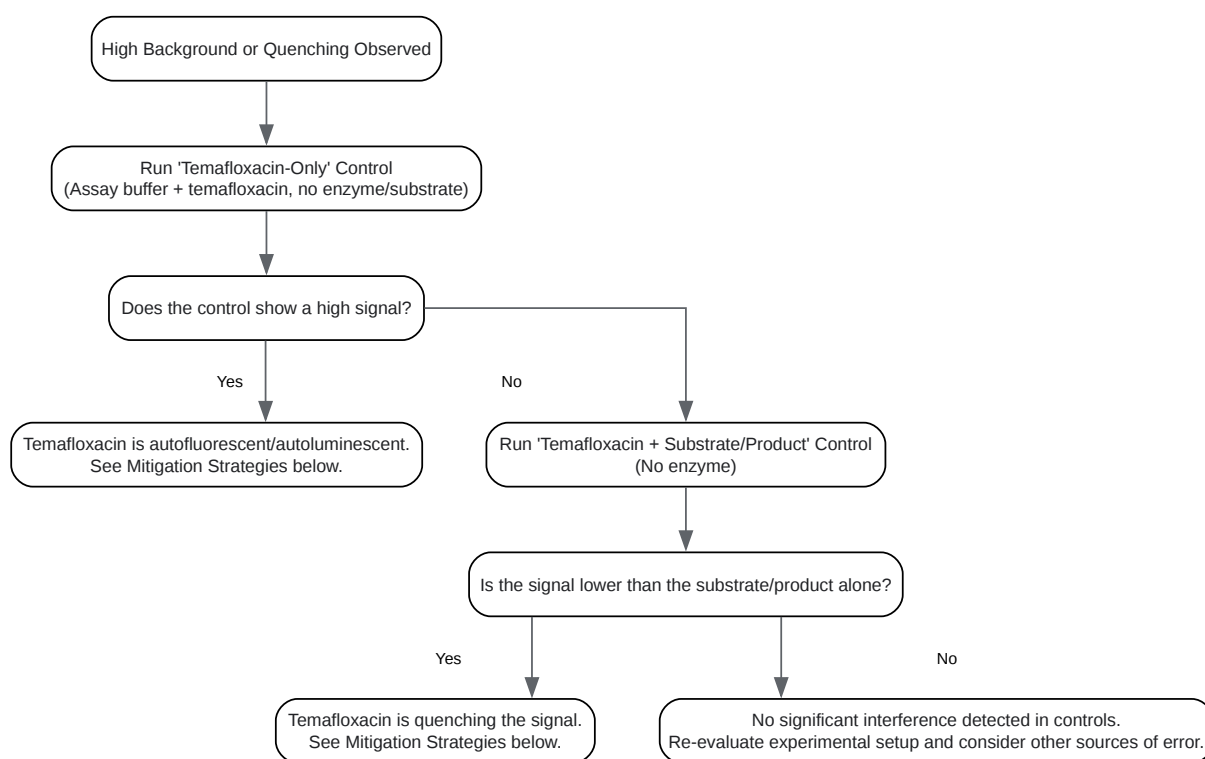 High Background or Quenching Observed
Run 'Temafloxacin-Only' Control
(Assay buffer + temafloxacin, no enzyme/substrate)
Does the control show a high signal?
Yes
No
Temafloxacin is autofluorescent/autoluminescent.
See Mitigation Strategies below.
Run 'Temafloxacin + Substrate/Product' Control
(No enzyme)
Is the signal lower than the substrate/product alone?
Yes
No
Temafloxacin is quenching the signal.
See Mitigation Strategies below.
No significant interference detected in controls.
Re-evaluate experimental setup and consider other sources of error.